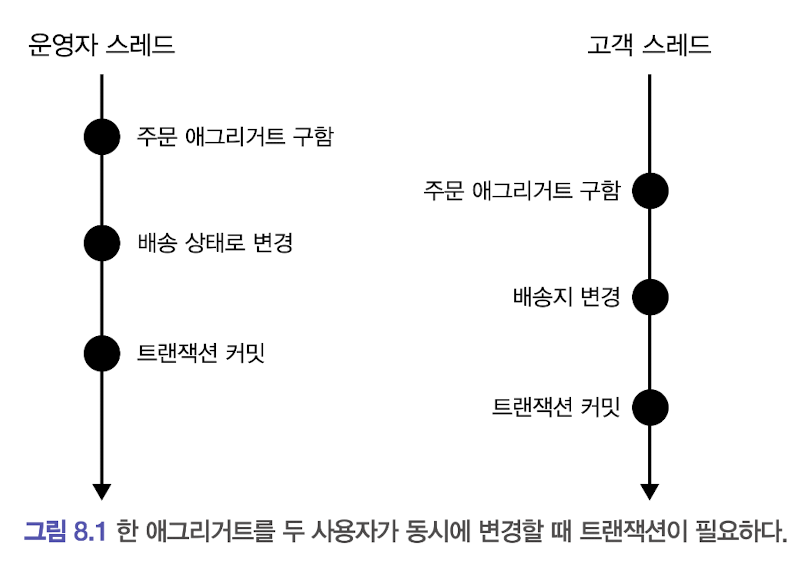 운영자 스레드
고객 스레드
주문 애그리거트 구함
주문 애그리거트 구함
배송 상태로 변경
배송지 변경
트랜잭션 커밋
트랜잭션 커밋
그림 8.1 한 애그리거트를 두 사용자가 동시에 변경할 때 트랜잭션이 필요하다.